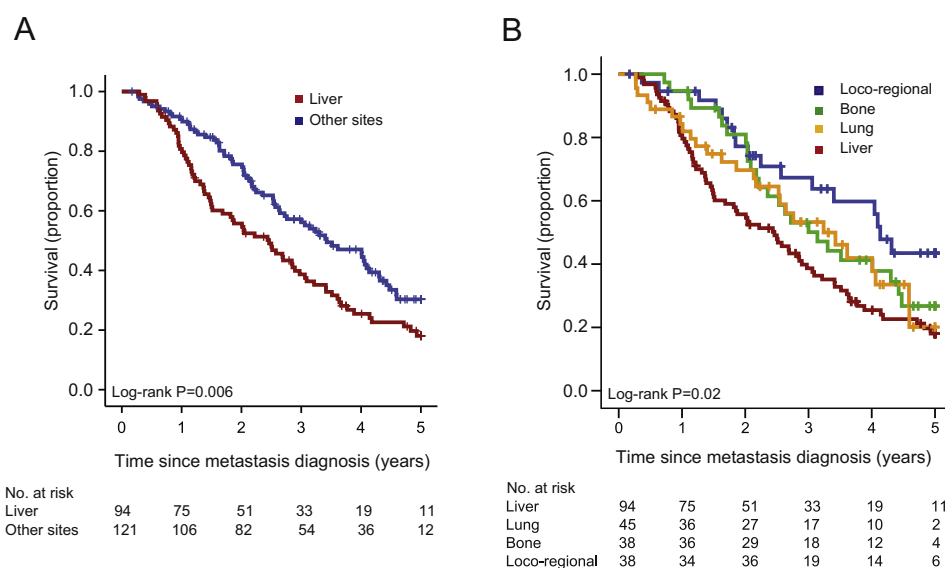 A
Survival (proportion)
1.0
0.8
0.6
0.4
0.2
0.0
Liver
Other sites
Log-rank P=0.006
0 1 2 3 4 5
Time since metastasis diagnosis (years)
No. at risk
Liver 94 75 51 33 19 11
Other sites 121 106 82 54 36 12
B
Survival (proportion)
1.0
0.8
0.6
0.4
0.2
0.0
Loco-regional
Bone
Lung
Liver
Log-rank P=0.02
0 1 2 3 4 5
Time since metastasis diagnosis (years)
No. at risk
Liver 94 75 51 33 19 11
Lung 45 36 27 17 10 2
Bone 38 36 29 18 12 4
Loco-regional 38 34 36 19 14 6